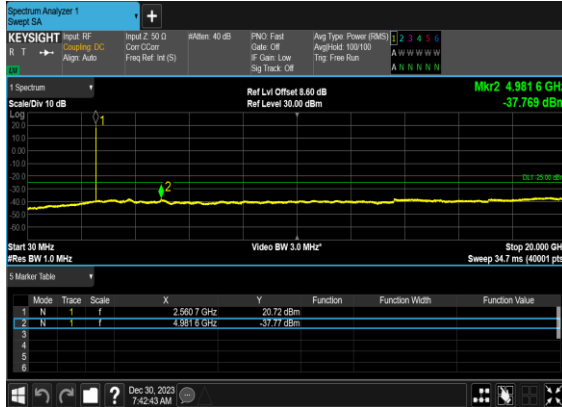 Spectrum Analyzer 1
Swept SA
+
KEYSIGHT Input: RF Input Z: 50 Ω #Atten: 40 dB PNO: Fast Avg Type: Power (RMS) 1 2 3 4 5 6
R T Coupling: DC Corr CCorr Gate: Off Avg|Hold: 100/100 A W W W W W
Align: Auto Freq Ref: Int (S) IF Gain: Low Trig: Free Run
LXI Sig Track: Off A N N N N N
1 Spectrum Ref Lvl Offset 8.60 dB Mkr2 4.981 6 GHz
Scale/Div 10 dB Ref Level 30.00 dBm -37.769 dBm
Log
1
20.0
10.0
0.00
-10.0
-20.0
DL1 -25.00 dBm
-30.0
2
-40.0
-50.0
-60.0
Start 30 MHz Video BW 3.0 MHz* Stop 20.000 GHz
#Res BW 1.0 MHz Sweep 34.7 ms (40001 pts)
5 Marker Table
Mode Trace Scale X Y Function Function Width Function Value
1 N 1 f 2.560 7 GHz 20.72 dBm
2 N 1 f 4.981 6 GHz -37.77 dBm
3
4
5
6
? Dec 30, 2023
7:42:43 AM